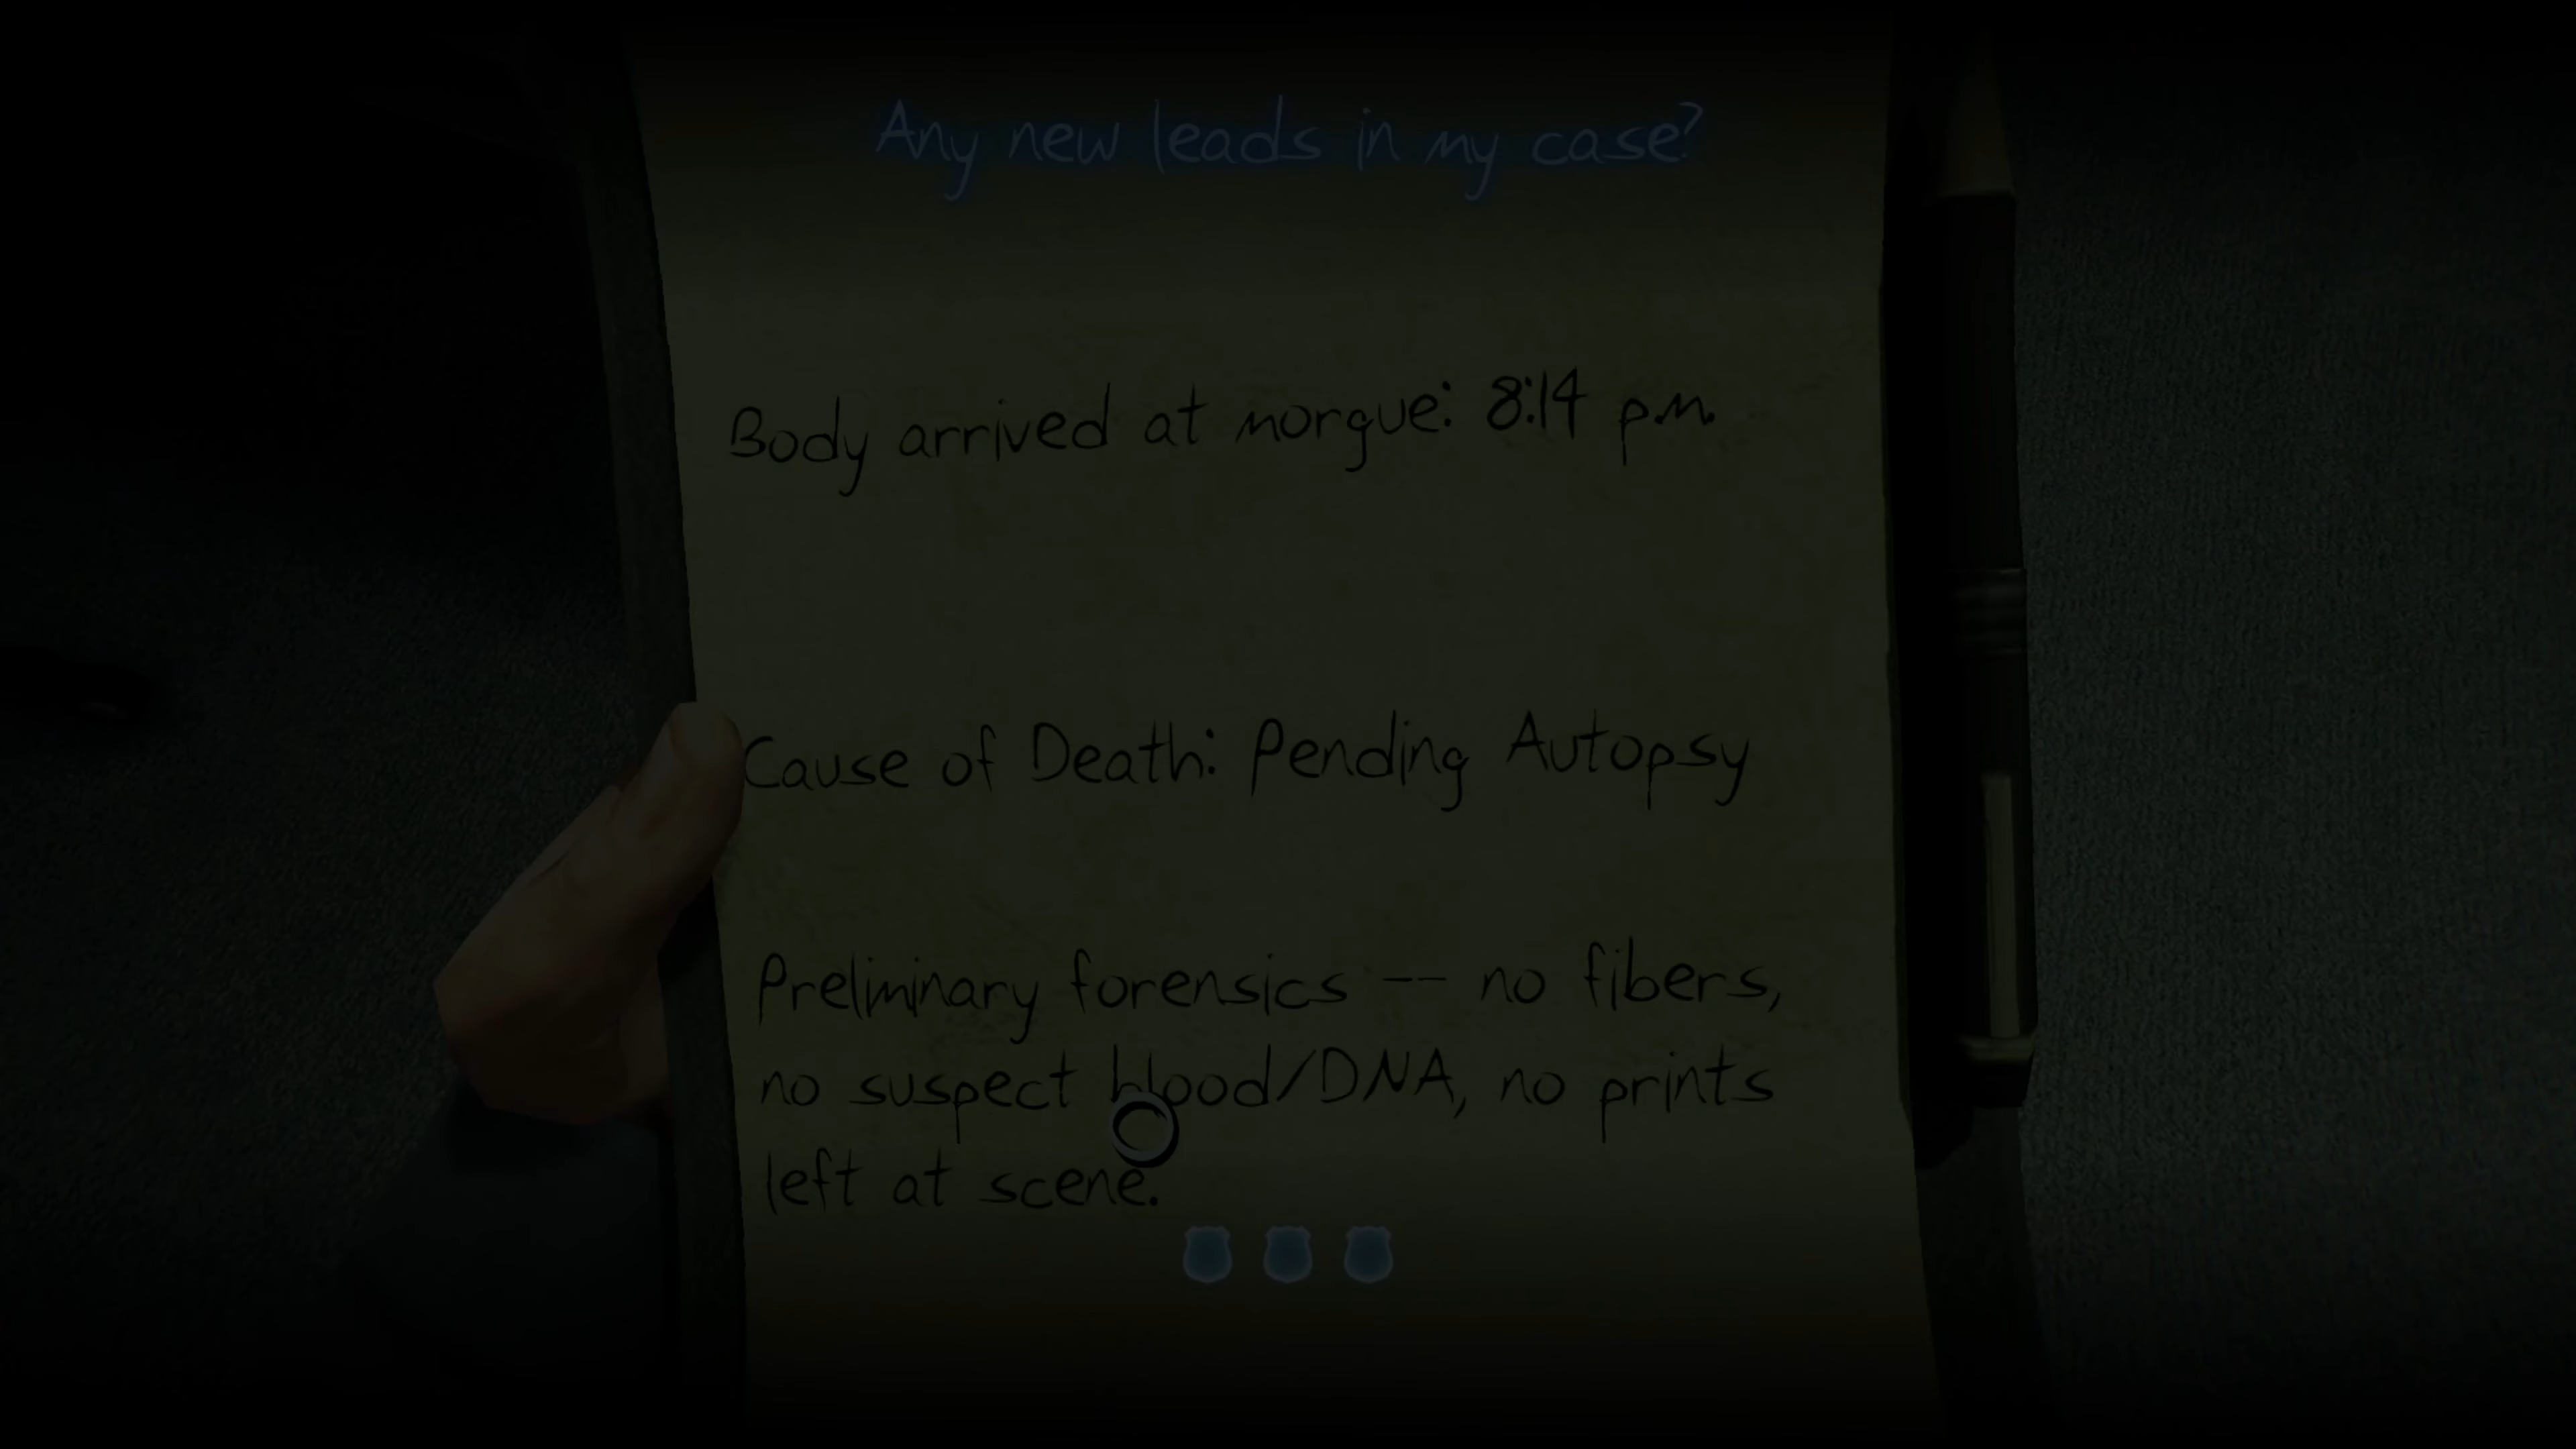 Any new leads in my case?
Body arrived at morgue: 8:14 p.m.
Cause of Death: Pending Autopsy
Preliminary forensics -- no fibers,
no suspect blood/DNA, no prints
left at scene.